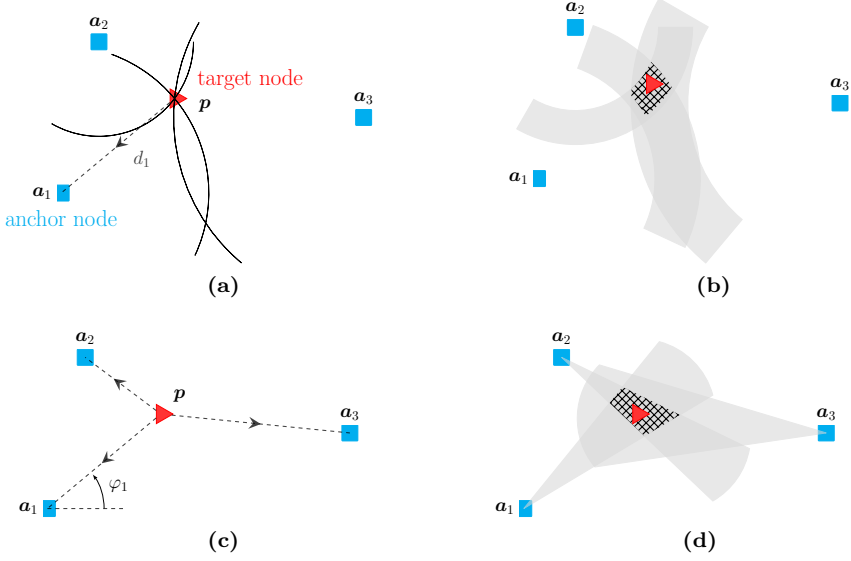 a₂
target node
p
a₃
d₁
a₁
anchor node
(a)
a₂
a₃
a₁
(b)
a₂
p
a₃
φ₁
a₁
(c)
a₂
a₃
a₁
(d)